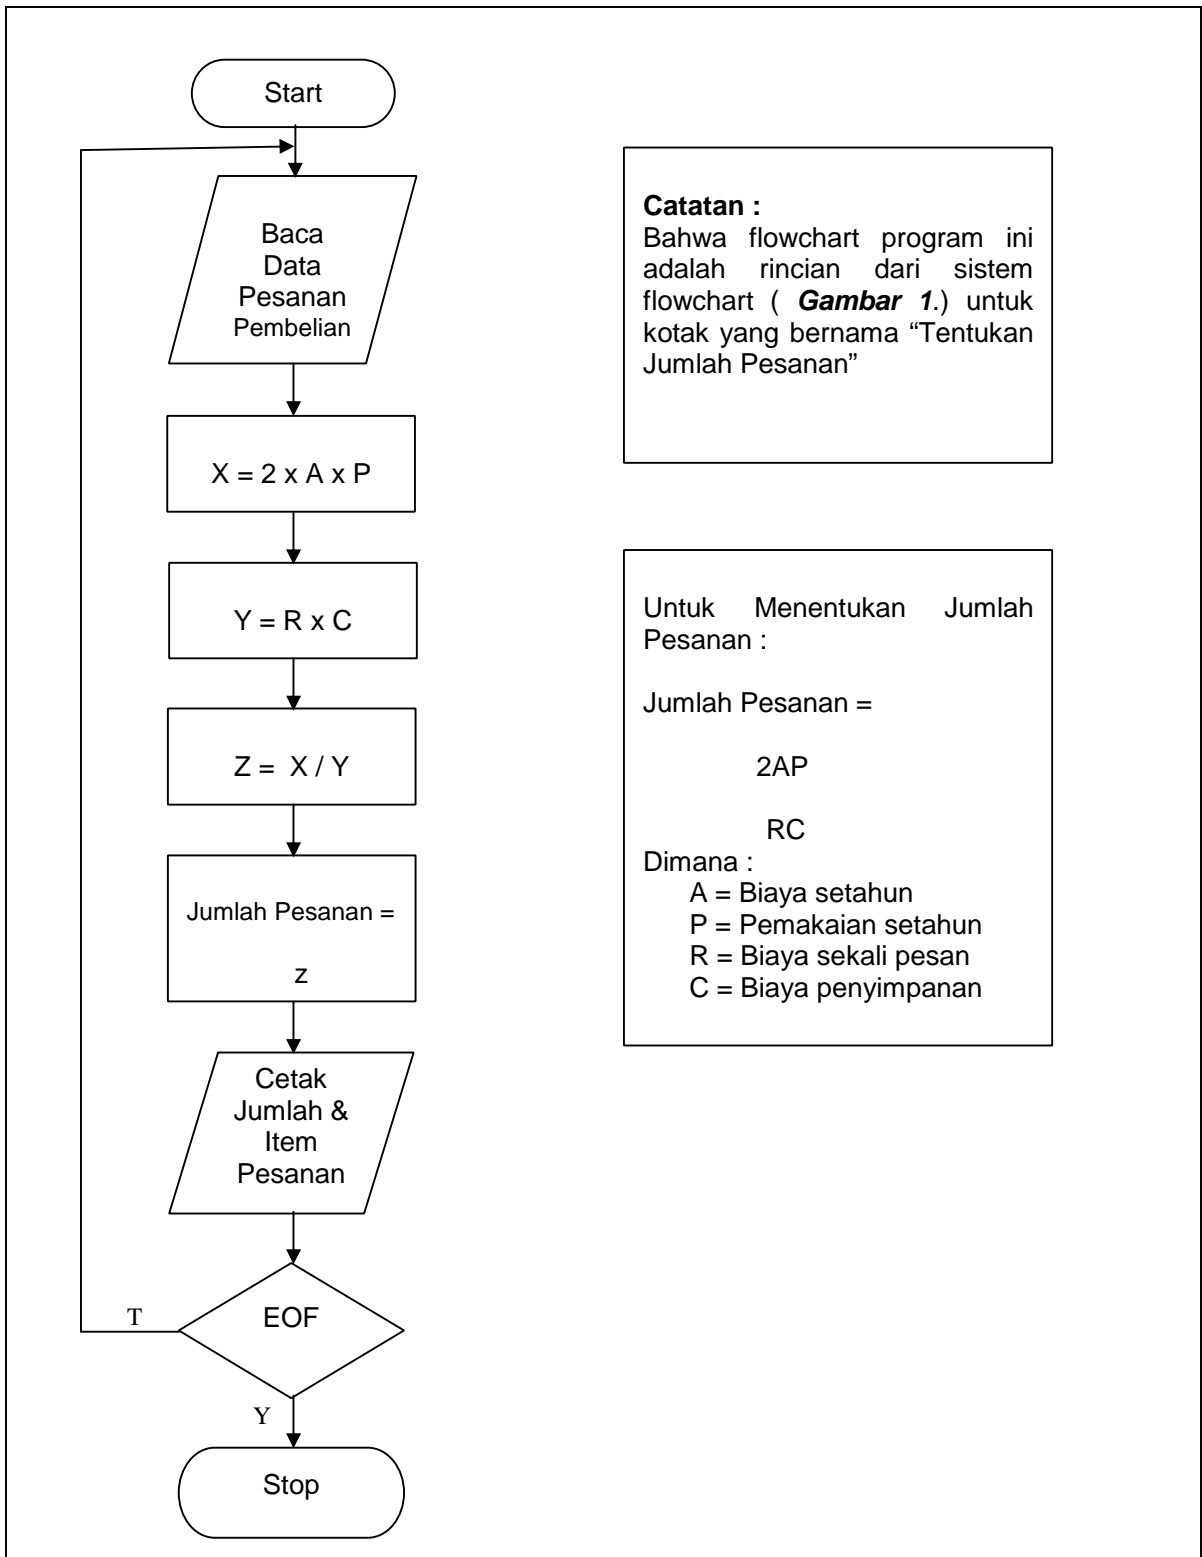 Start
Baca
Data
Pesanan
Pembelian
X = 2 x A x P
Y = R x C
Z = X / Y
Jumlah Pesanan =
z
Cetak
Jumlah &
Item
Pesanan
EOF
T
Y
Stop
Catatan :
Bahwa flowchart program ini
adalah rincian dari sistem
flowchart ( Gambar 1.) untuk
kotak yang bernama “Tentukan
Jumlah Pesanan”
Untuk Menentukan Jumlah
Pesanan :
Jumlah Pesanan =
2AP
RC
Dimana :
A = Biaya setahun
P = Pemakaian setahun
R = Biaya sekali pesan
C = Biaya penyimpanan